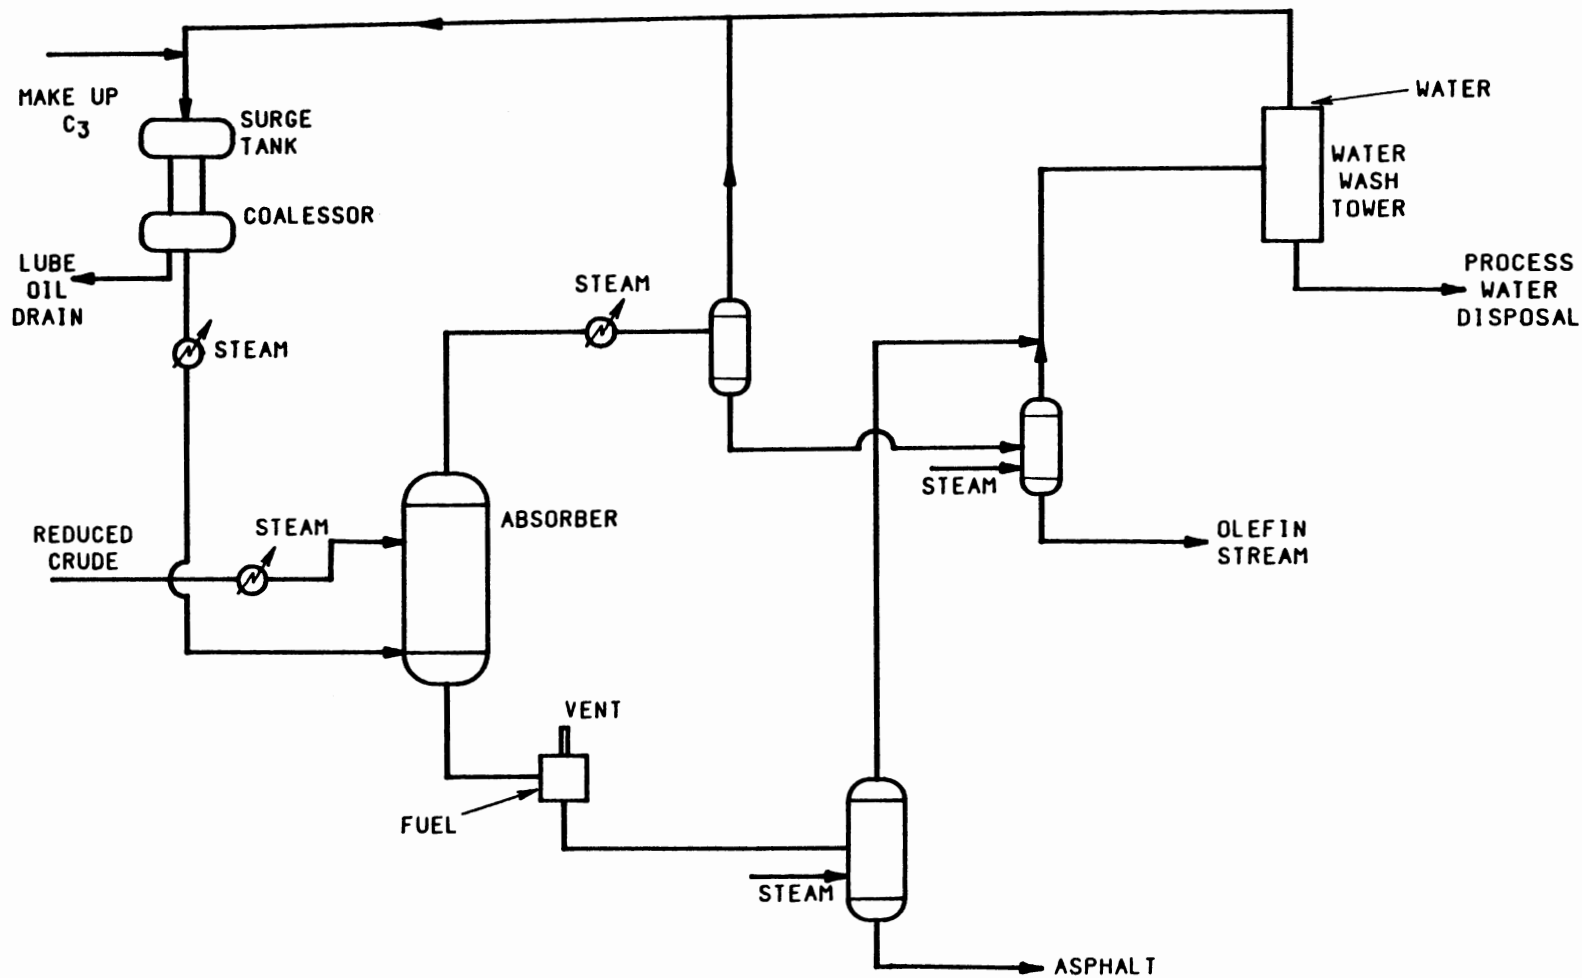 MAKE UP
C3
SURGE
TANK
COALESSOR
LUBE
OIL
DRAIN
STEAM
STEAM
WATER
WATER
WASH
TOWER
PROCESS
WATER
DISPOSAL
REDUCED
CRUDE
STEAM
ABSORBER
STEAM
OLEFIN
STREAM
VENT
FUEL
STEAM
ASPHALT